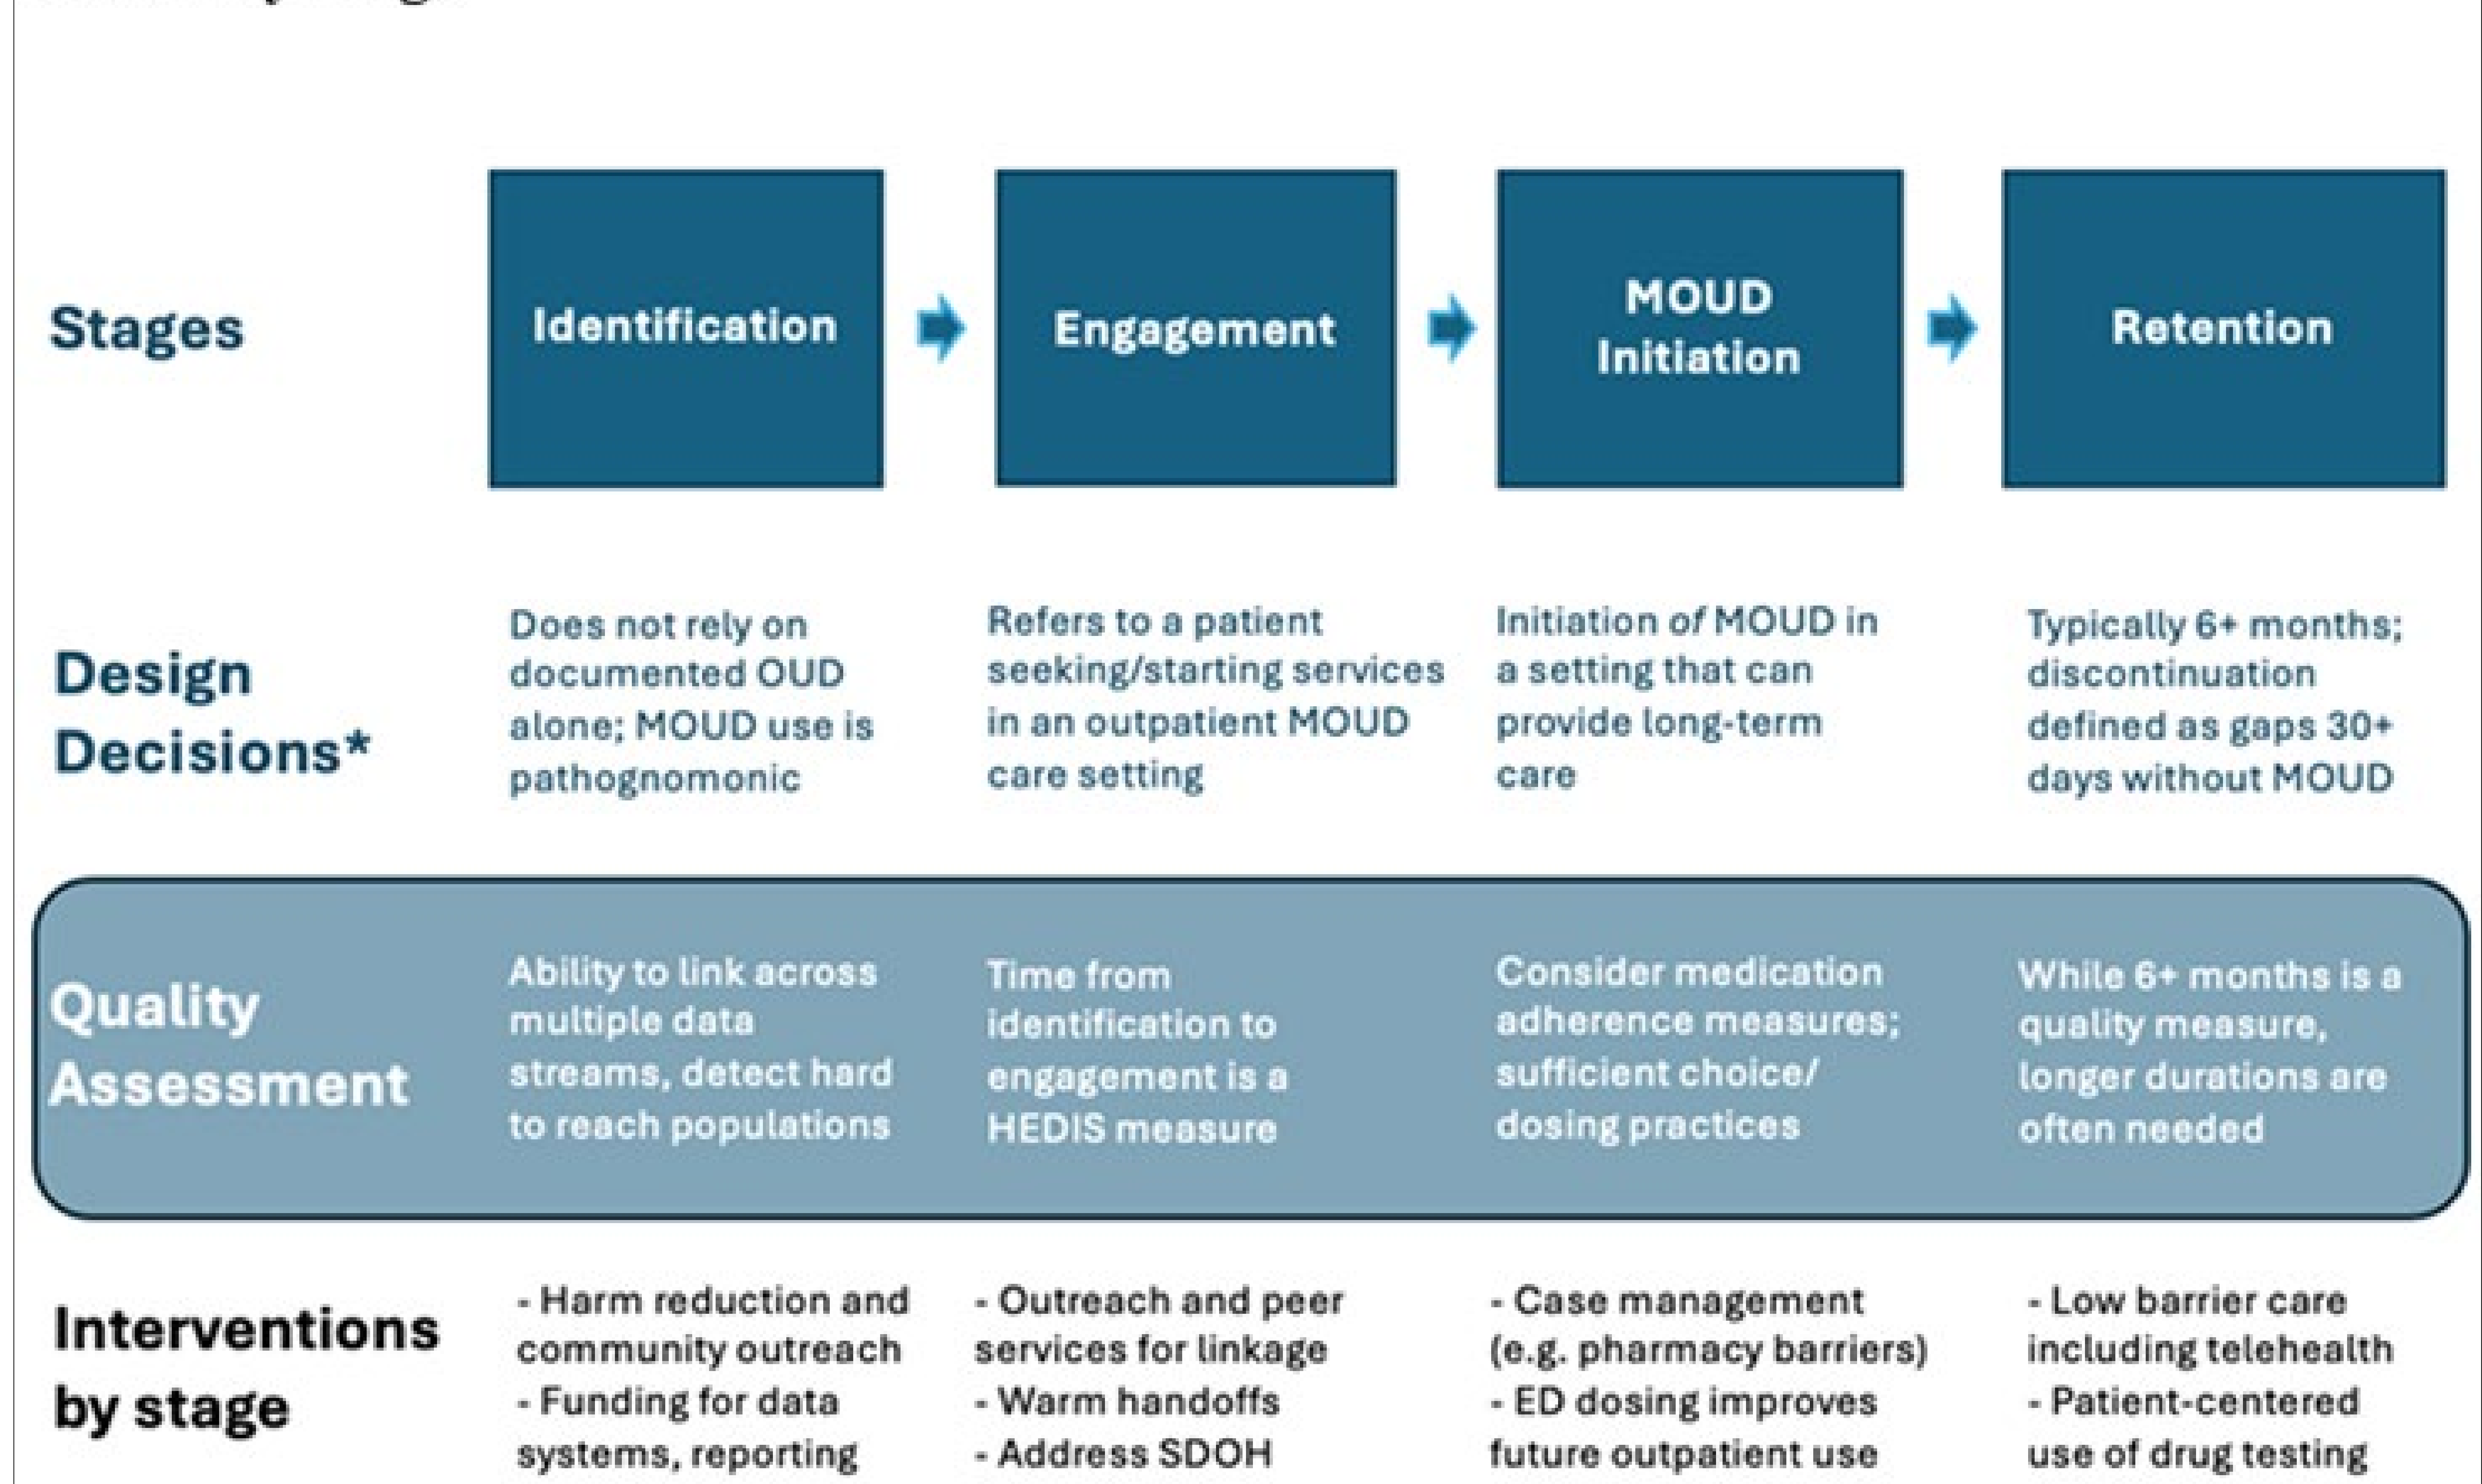 Stages
Identification
Engagement
MOUD
Initiation
Retention
Design
Decisions*
Does not rely on
documented OUD
alone; MOUD use is
pathognomonic
Refers to a patient
seeking/starting services
in an outpatient MOUD
care setting
Initiation of MOUD in
a setting that can
provide long-term
care
Typically 6+ months;
discontinuation
defined as gaps 30+
days without MOUD
Quality
Assessment
Ability to link across
multiple data
streams, detect hard
to reach populations
Time from
identification to
engagement is a
HEDIS measure
Consider medication
adherence measures;
sufficient choice/
dosing practices
While 6+ months is a
quality measure,
longer durations are
often needed
Interventions
by stage
- Harm reduction and
community outreach
- Funding for data
systems, reporting
- Outreach and peer
services for linkage
- Warm handoffs
- Address SDOH
- Case management
(e.g. pharmacy barriers)
- ED dosing improves
future outpatient use
- Low barrier care
including telehealth
- Patient-centered
use of drug testing